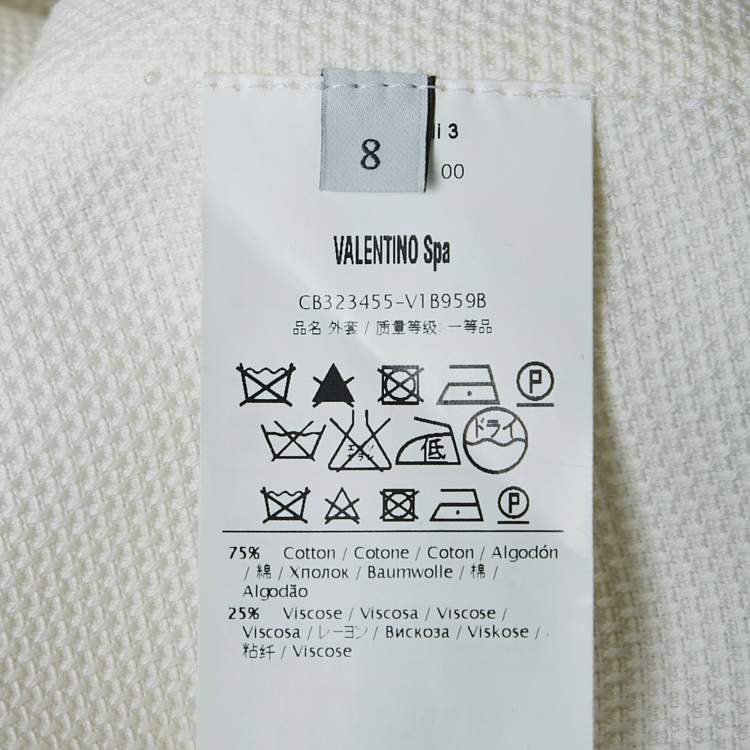 8
li 3
00
VALENTINO Spa
CB323455-V1B959B
品名 外套 / 质量等级: 一等品
P
低 ドライ
P
75% Cotton / Cotone / Coton / Algodón
/ 綿 / Хполок / Baumwolle / 棉 /
Algodão
25% Viscose / Viscosa / Viscose /
Viscosa / レーヨン / Вискоза / Viskose /
粘纤 / Viscose